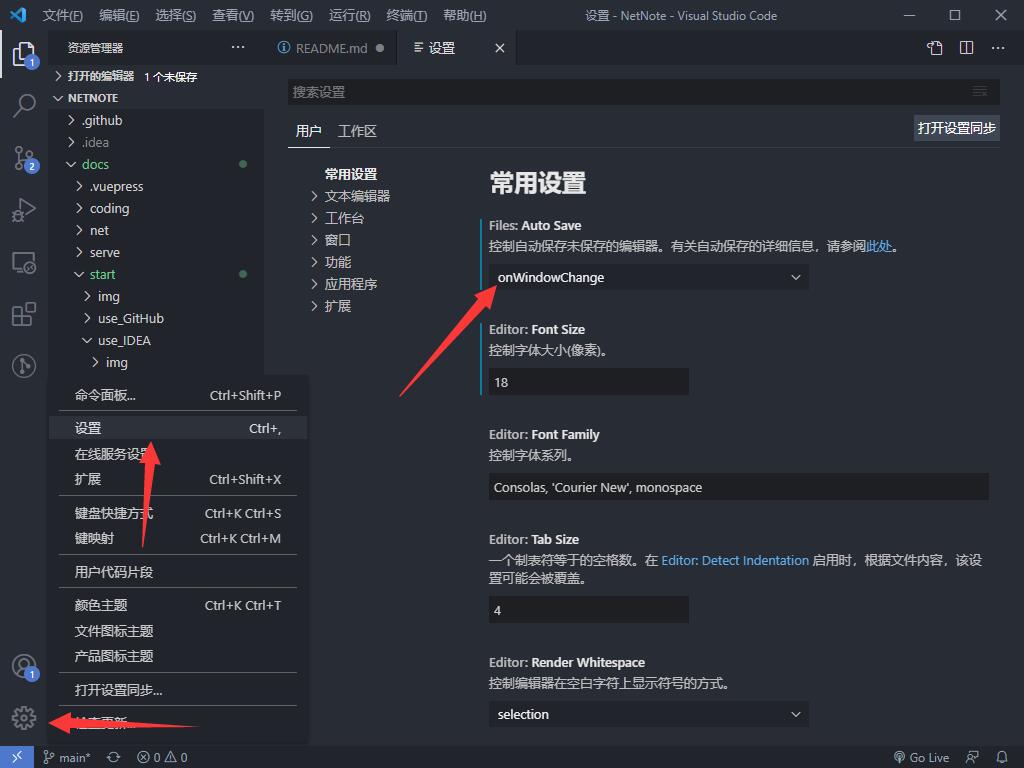 文件(F) 编辑(E) 选择(S) 查看(V) 转到(G) 运行(R) 终端(T) 帮助(H) 设置 - NetNote - Visual Studio Code
资源管理器 ···
README.md
设置
打开的编辑器 1 个未保存
NETNOTE
.github
.idea
docs
.vuepress
coding
net
serve
start
img
use_GitHub
use_IDEA
img
1
2
命令面板... Ctrl+Shift+P
设置 Ctrl+,
在线服务设置
扩展 Ctrl+Shift+X
键盘快捷方式 Ctrl+K Ctrl+S
键映射 Ctrl+K Ctrl+M
用户代码片段
颜色主题 Ctrl+K Ctrl+T
文件图标主题
产品图标主题
打开设置同步...
检查更新...
1
搜索设置
用户 工作区
打开设置同步
常用设置
文本编辑器
工作台
窗口
功能
应用程序
扩展
常用设置
Files: Auto Save
控制自动保存未保存的编辑器。有关自动保存的详细信息，请参阅此处。
onWindowChange
Editor: Font Size
控制字体大小(像素)。
18
Editor: Font Family
控制字体系列。
Consolas, 'Courier New', monospace
Editor: Tab Size
一个制表符等于的空格数。在 Editor: Detect Indentation 启用时，根据文件内容，该设
置可能会被覆盖。
4
Editor: Render Whitespace
控制编辑器在空白字符上显示符号的方式。
selection
main* 0 0 Go Live